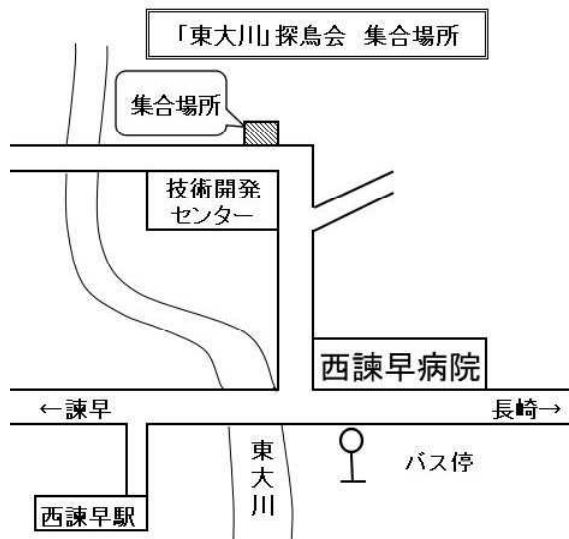 「東大川」探鳥会 集合場所
集合場所
技術開発
センター
西諫早病院
←諫早
長崎→
東大川
バス停
西諫早駅